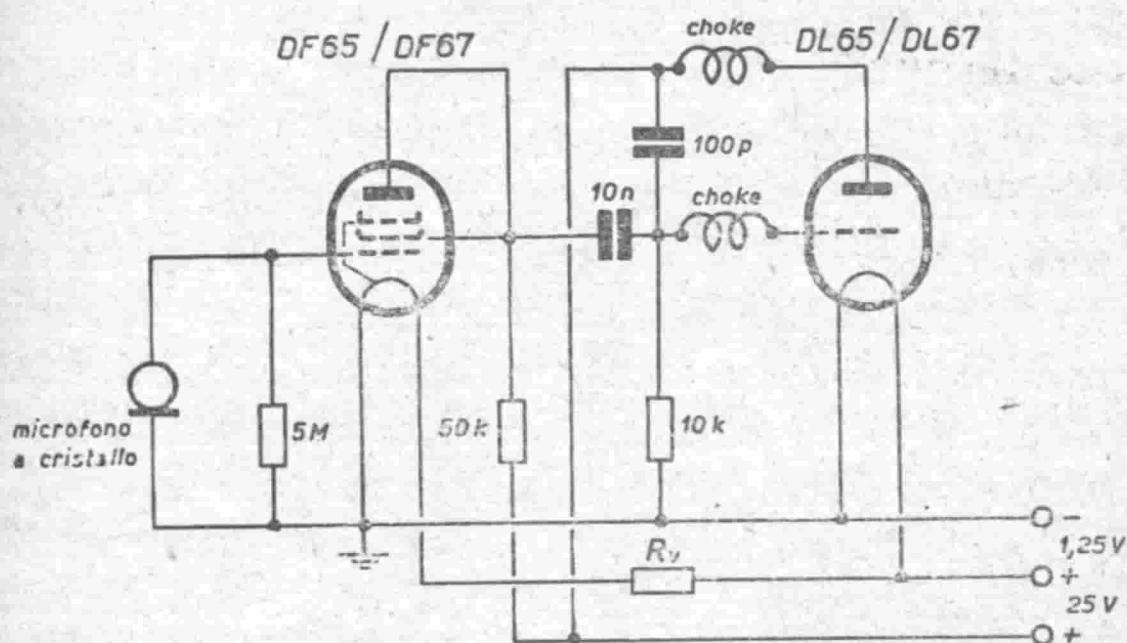 DF65 / DF67
choke
DL65/DL67
100p
10n
choke
microfono
a cristallo
5M
50k
10k
Rv
−
1,25V
+
25V
+